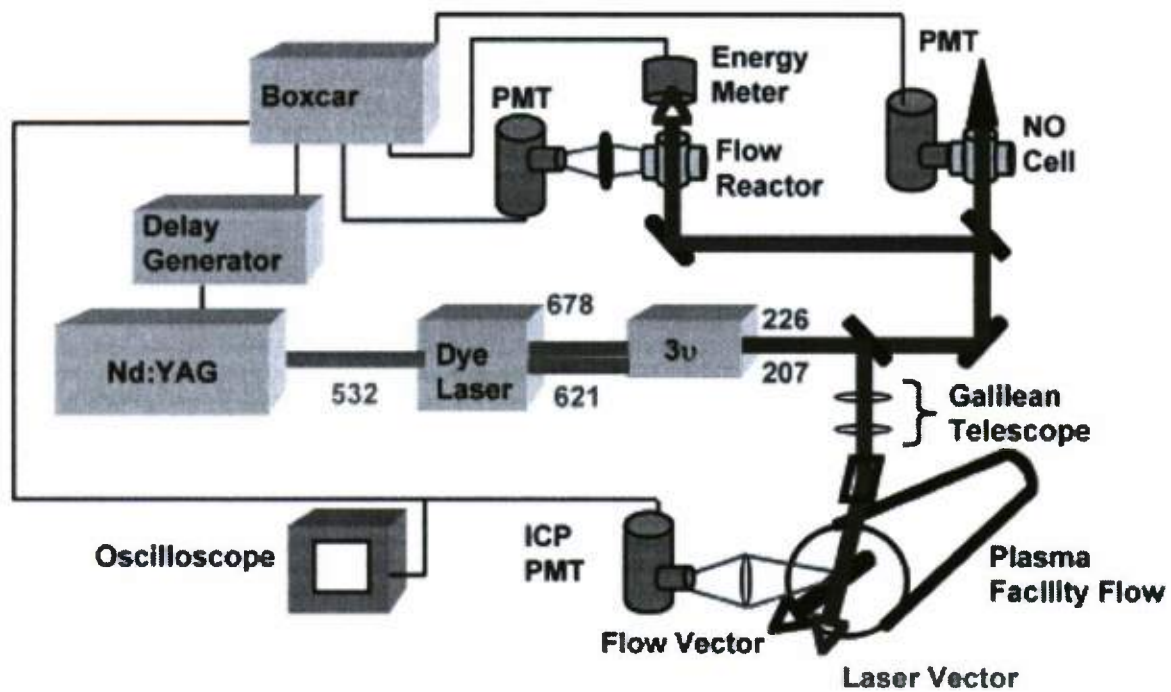 Boxcar
PMT
Energy
Meter
PMT
NO
Cell
Flow
Reactor
Delay
Generator
Nd:YAG
532
Dye
Laser
678
621
3υ
226
207
Galilean
Telescope
Oscilloscope
ICP
PMT
Plasma
Facility Flow
Flow Vector
Laser Vector